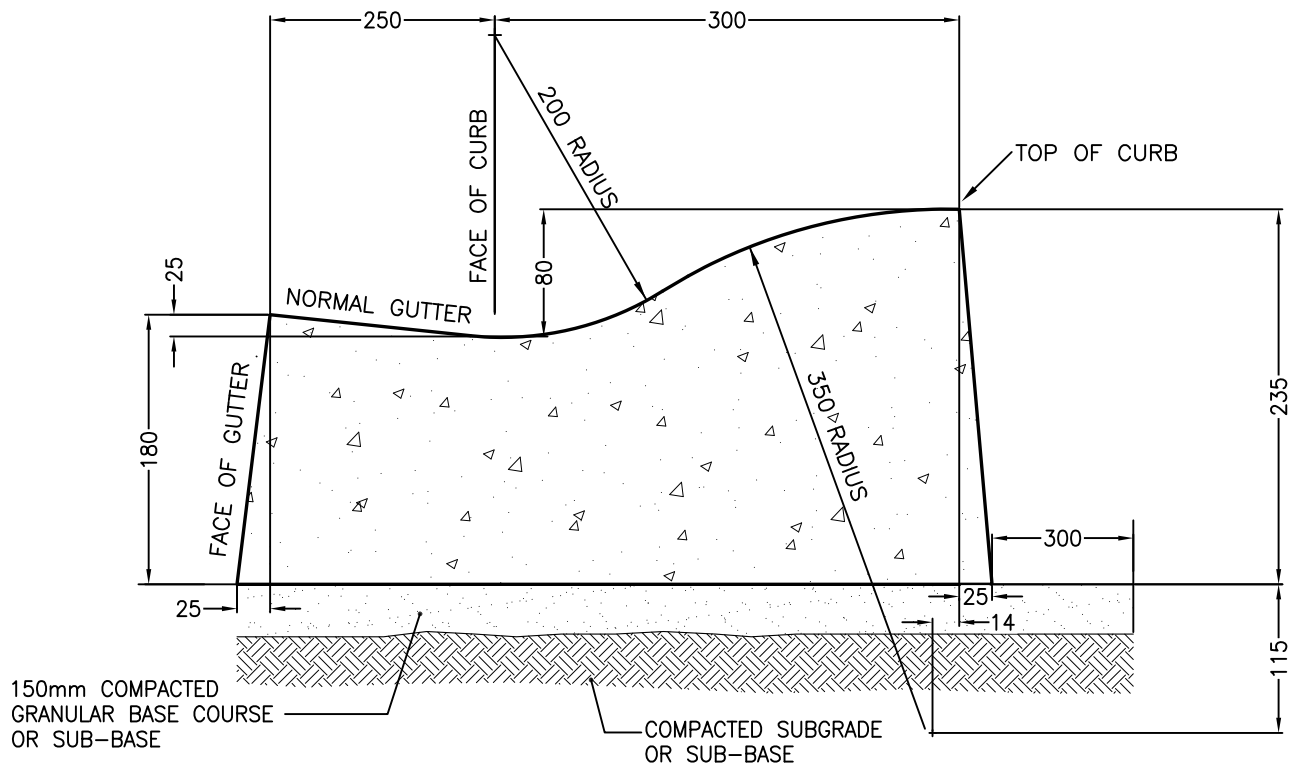 250
300
FACE OF CURB
200 RADIUS
TOP OF CURB
25
80
NORMAL GUTTER
FACE OF GUTTER
180
350 RADIUS
235
300
25
25
14
115
150mm COMPACTED
GRANULAR BASE COURSE
OR SUB-BASE
COMPACTED SUBGRADE
OR SUB-BASE